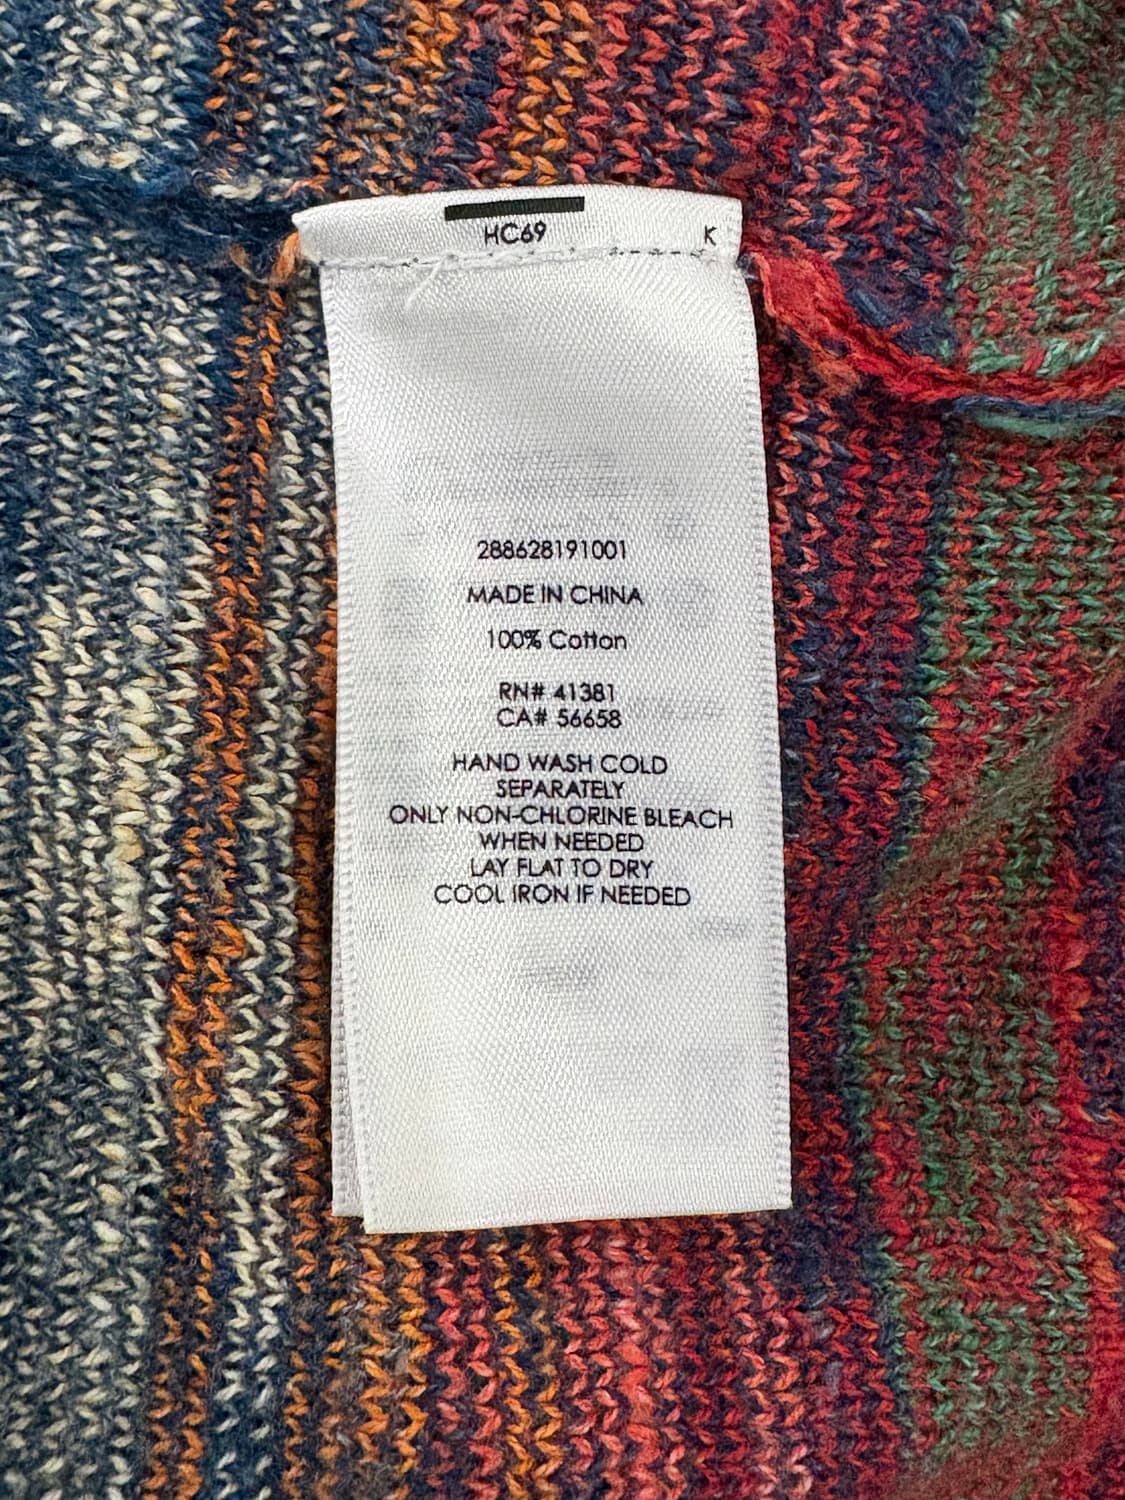 HC69 K
288628191001
MADE IN CHINA
100% Cotton
RN# 41381
CA# 56658
HAND WASH COLD
SEPARATELY
ONLY NON-CHLORINE BLEACH
WHEN NEEDED
LAY FLAT TO DRY
COOL IRON IF NEEDED